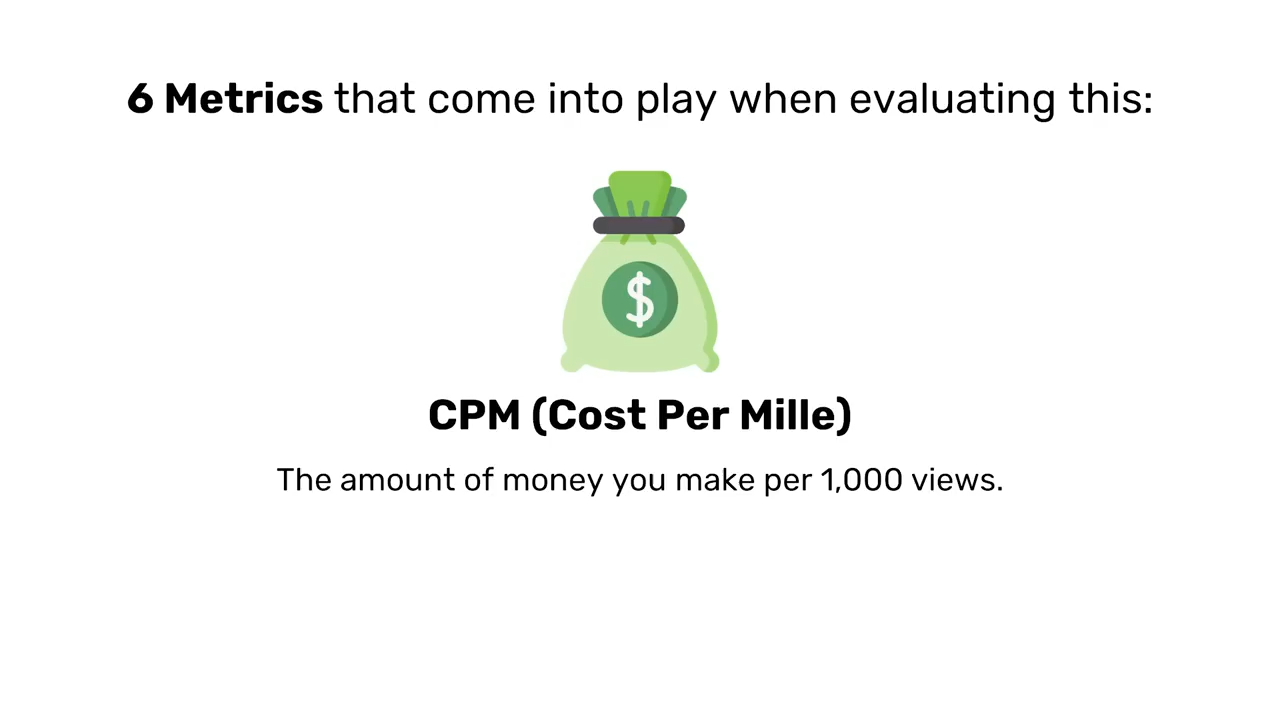 6 Metrics that come into play when evaluating this:
$
CPM (Cost Per Mille)
The amount of money you make per 1,000 views.